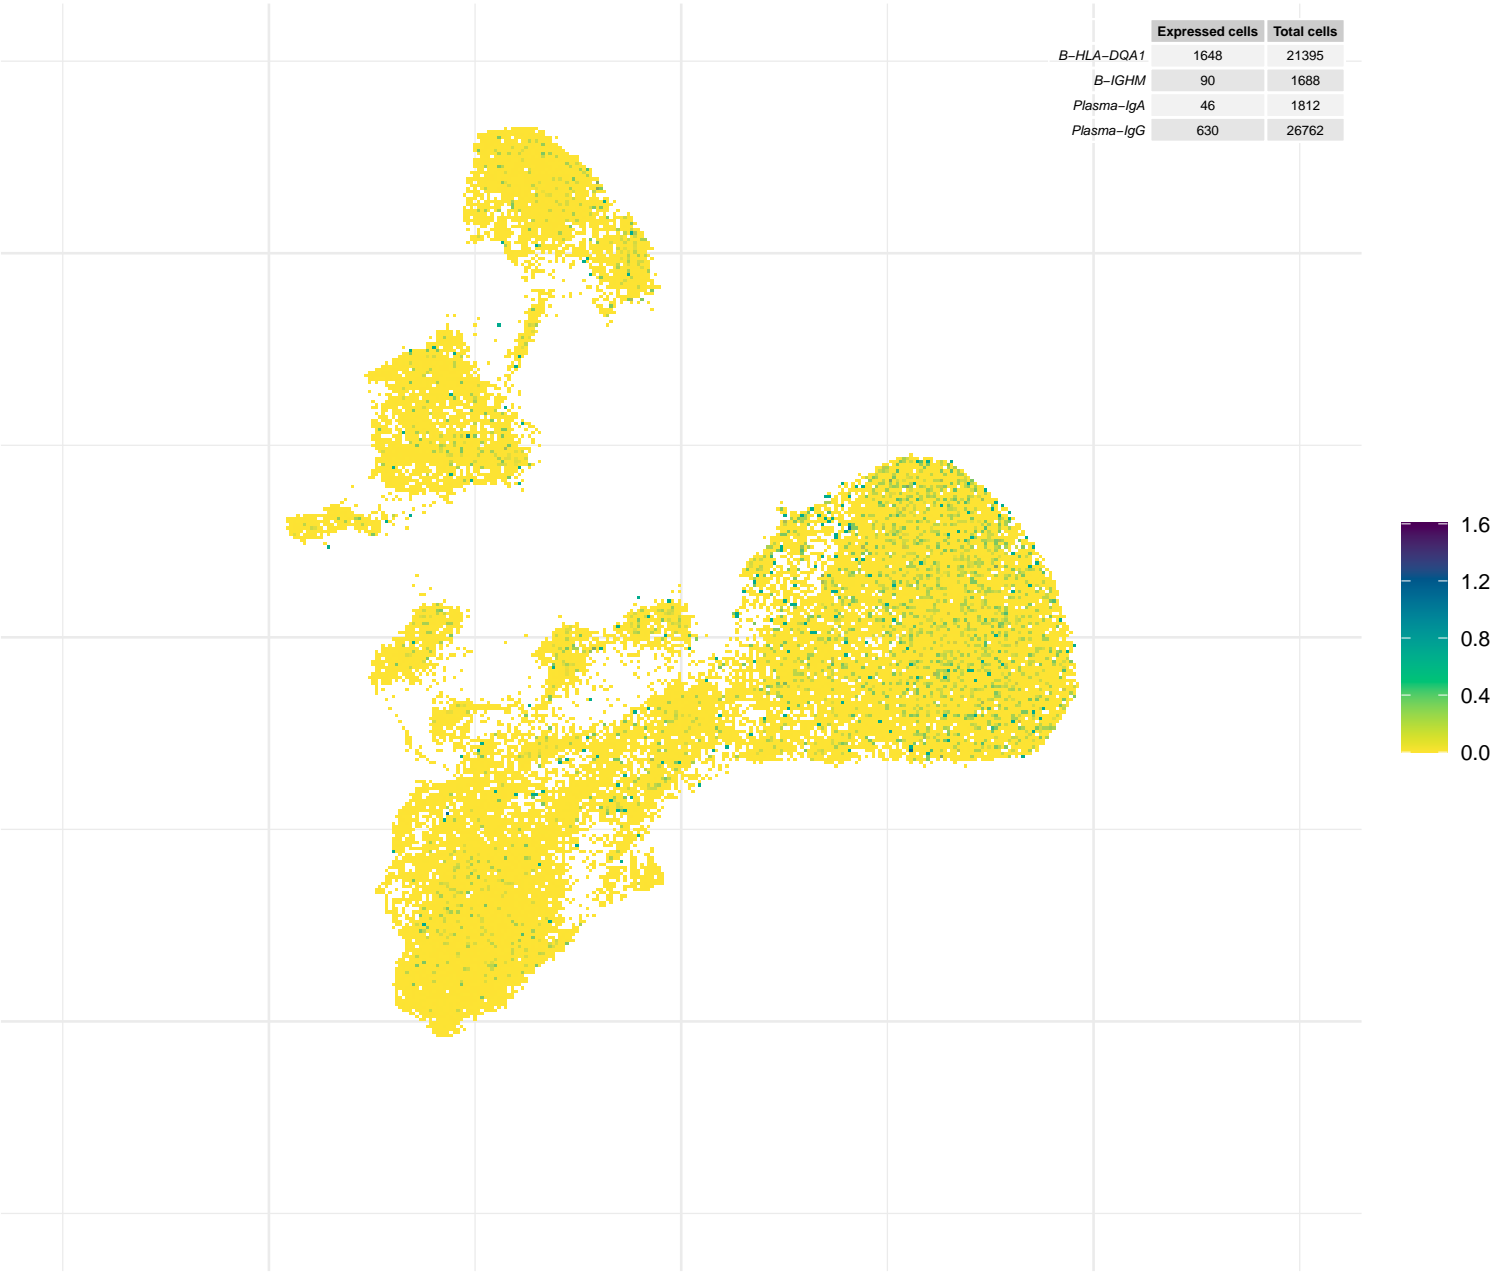 Expressed cells Total cells
B−HLA−DQA1 1648 21395
B−IGHM 90 1688
Plasma−IgA 46 1812
Plasma−IgG 630 26762
1.6
1.2
0.8
0.4
0.0